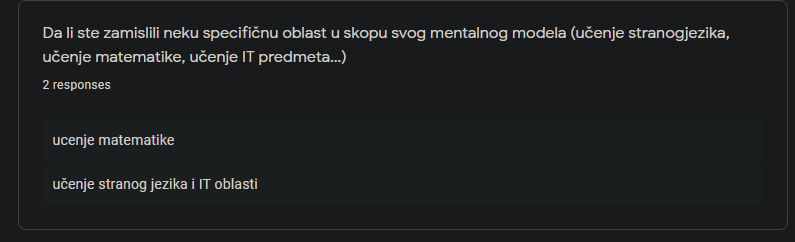 Da li ste zamislili neku specifičnu oblast u skopu svog mentalnog modela (učenje stranogjezika,
učenje matematike, učenje IT predmeta...)
2 responses
ucenje matematike
učenje stranog jezika i IT oblasti